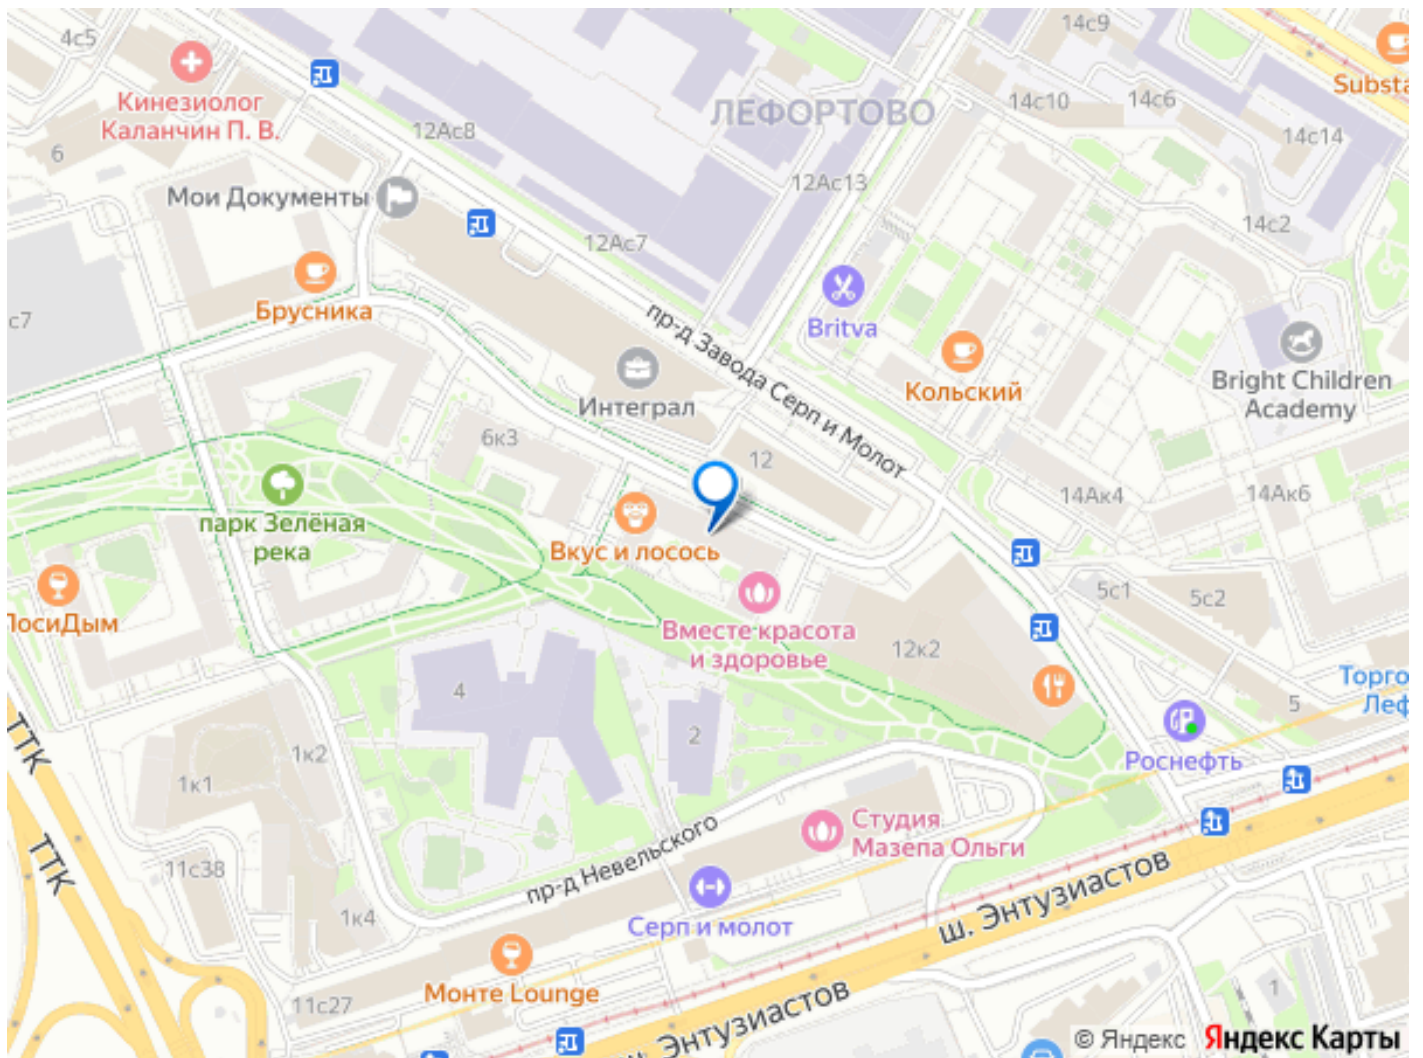 4с5
14с9
Substa
Кинезиолог
Каланчин П. В.
12Ас8
ЛЕФОРТОВО
14с10
14с6
14с14
6
Мои Документы
12Ас13
12Ас7
14с2
Брусника
с7
Britva
пр-д Завода Серп и Молот
Кольский
Bright Children
Academy
Интеграл
6к3
12
14Ак4
14Ак6
парк Зелёная
река
Вкус и лосось
5с1
5с2
ЛосиДым
Вместе красота
и здоровье
12к2
4
2
Торго
Леф
5
Роснефть
ТТК
1к2
1к1
Студия
Мазепа Ольги
пр-д Невельского
ТТК
11с38
1к4
Серп и молот
ш. Энтузиастов
Монте Lounge
11с27
1
ш. Энтузиастов
© Яндекс Яндекс Карты